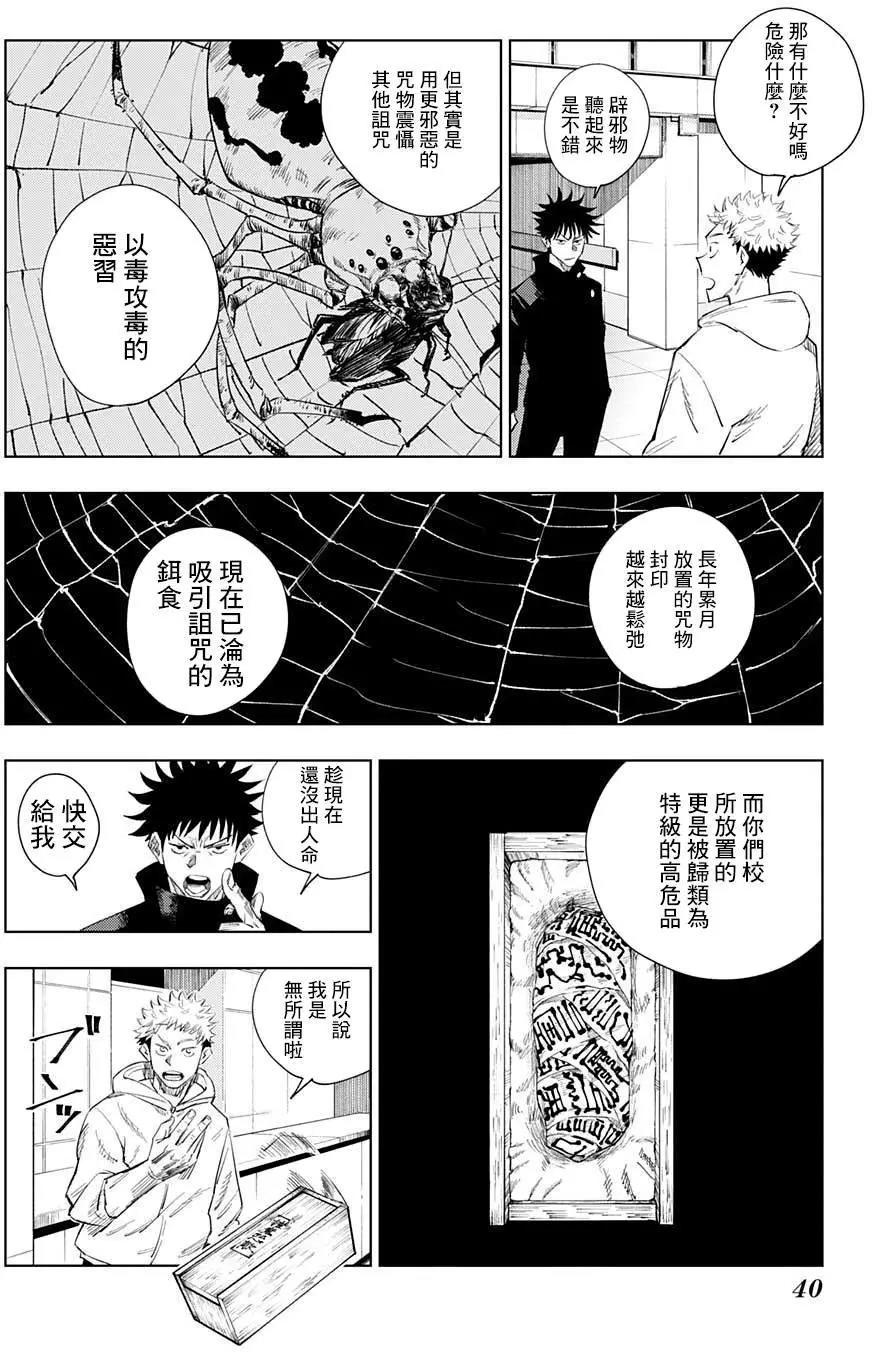 那有什麼不好嗎
危險什麼？
辟邪物
聽起來
是不錯
但其實是
用更邪惡的
咒物震懾
其他詛咒
以毒攻毒的
惡習
長年累月
放置的咒物
封印
越來越鬆弛
現在已淪為
吸引詛咒的
餌食
而你們校
所放置的
更是被歸類為
特級的高危品
趁現在
還沒出人命
快交
給我
所以說
我是
無所謂啦
ブンッ
40